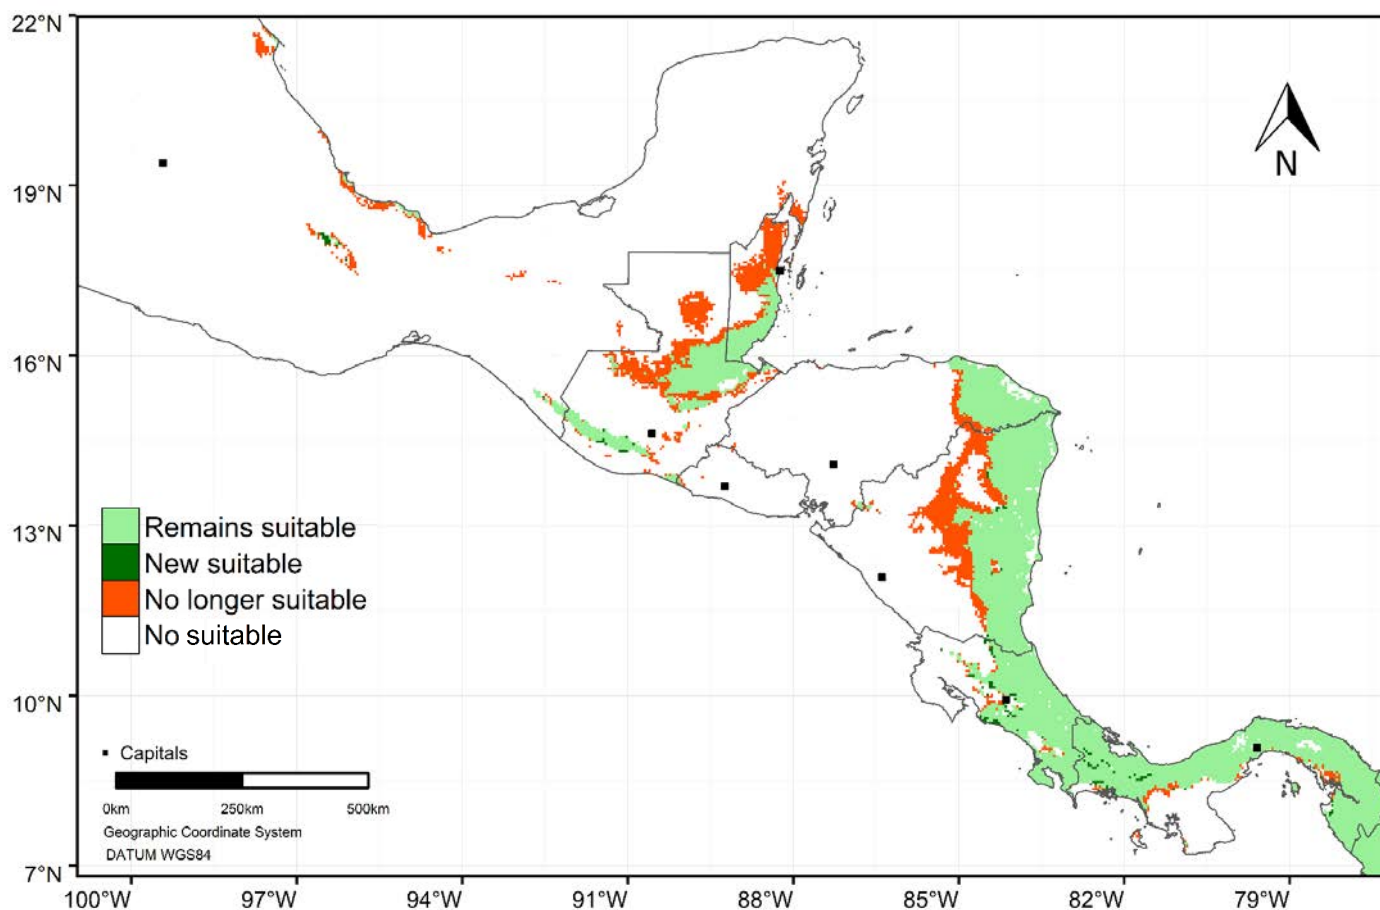 22°N
19°N
16°N
13°N
10°N
7°N
N
Remains suitable
New suitable
No longer suitable
No suitable
Capitals
0km 250km 500km
Geographic Coordinate System
DATUM WGS84
100°W 97°W 94°W 91°W 88°W 85°W 82°W 79°W